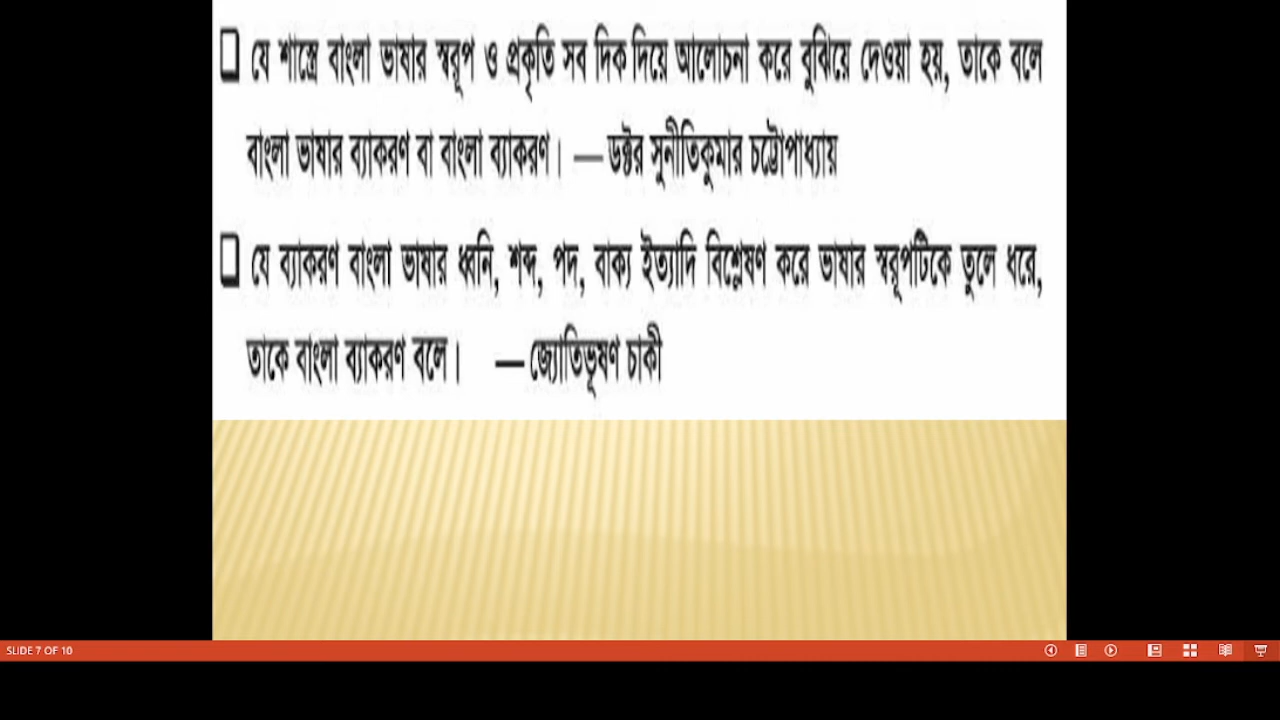 ❑ যে শাস্ত্রে বাংলা ভাষার স্বরূপ ও প্রকৃতি সব দিক দিয়ে আলোচনা করে বুঝিয়ে দেওয়া হয়, তাকে বলে
বাংলা ভাষার ব্যাকরণ বা বাংলা ব্যাকরণ। — ডক্টর সুনীতিকুমার চট্টোপাধ্যায়
❑ যে ব্যাকরণ বাংলা ভাষার ধ্বনি, শব্দ, পদ, বাক্য ইত্যাদি বিশ্লেষণ করে ভাষার স্বরূপটিকে তুলে ধরে,
তাকে বাংলা ব্যাকরণ বলে। — জ্যোতিভূষণ চাকী
SLIDE 7 OF 10